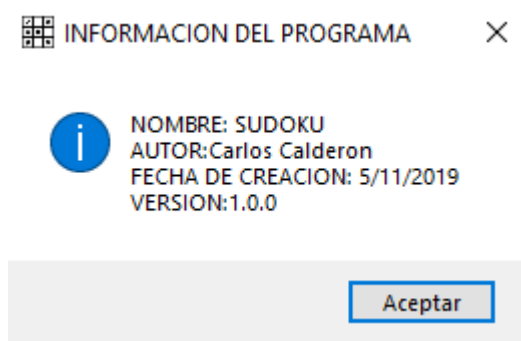 INFORMACION DEL PROGRAMA
NOMBRE: SUDOKU
AUTOR:Carlos Calderon
FECHA DE CREACION: 5/11/2019
VERSION:1.0.0
Aceptar